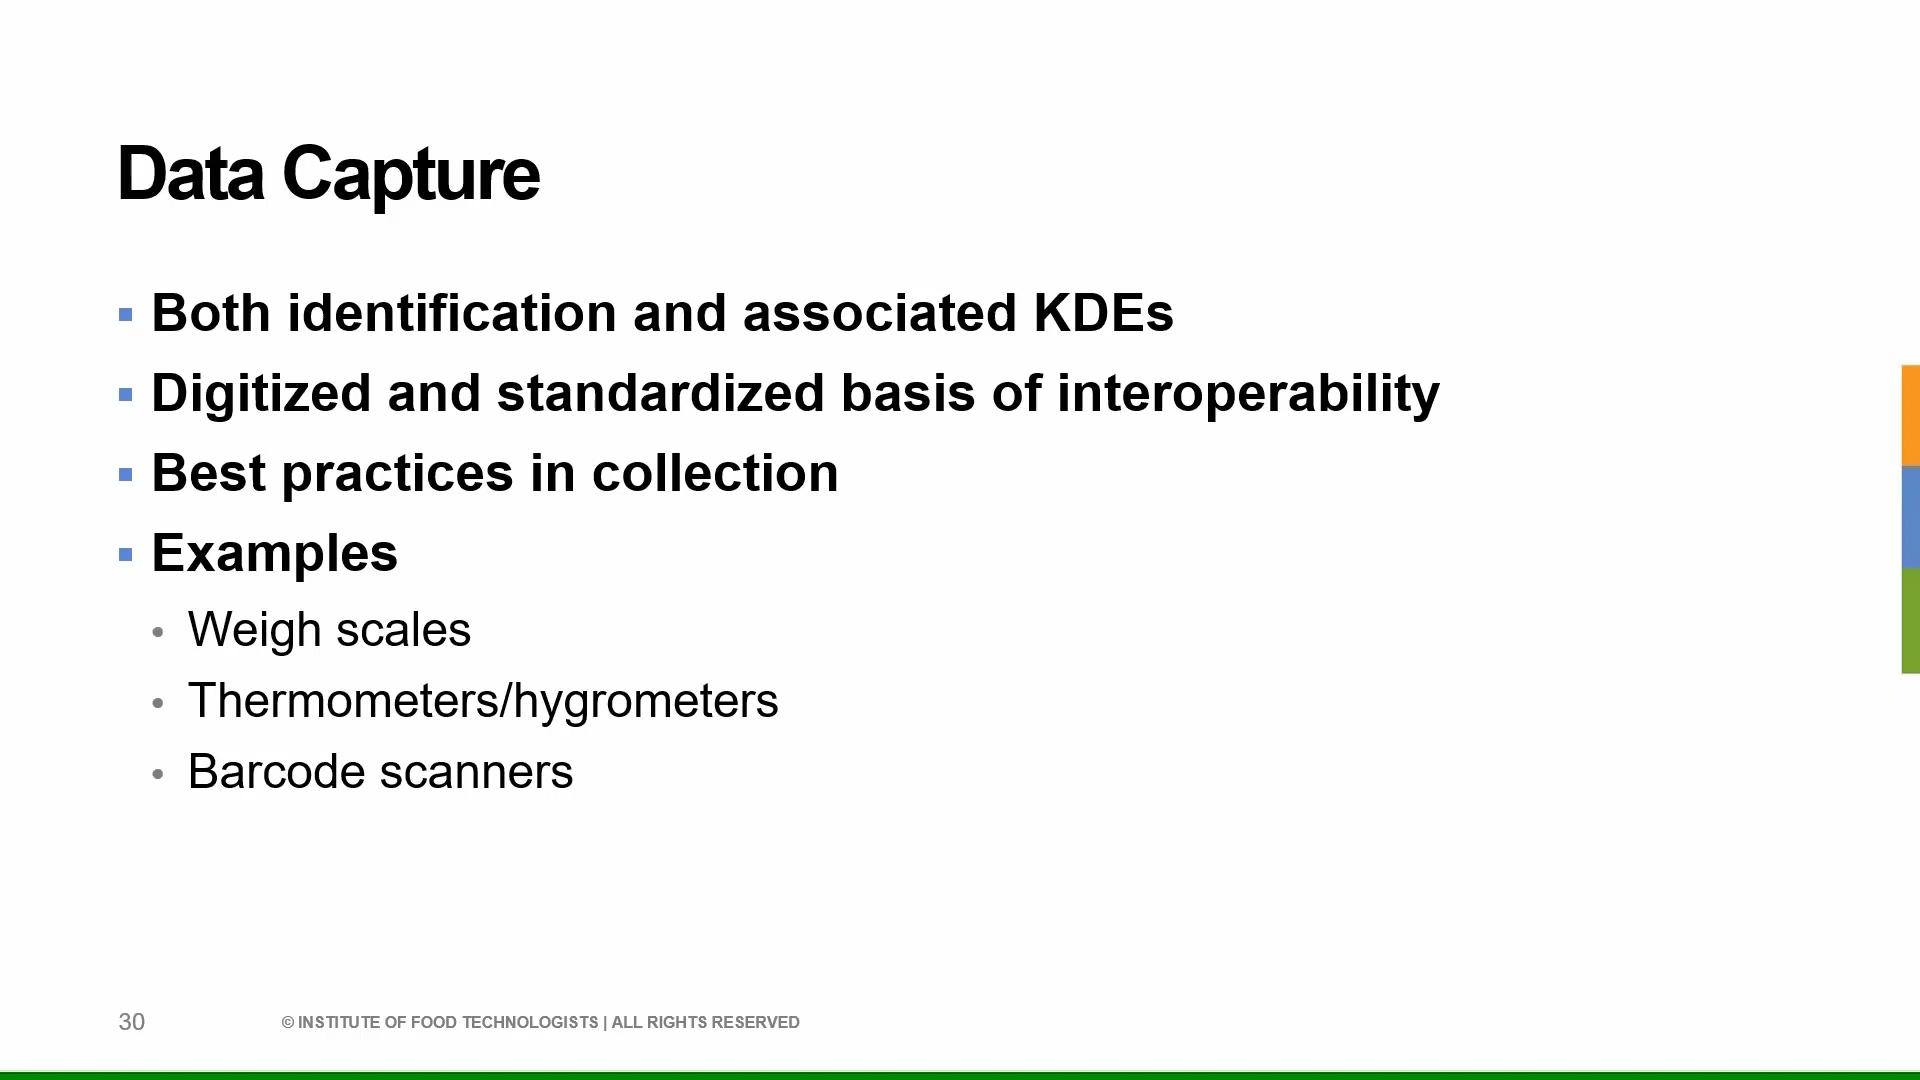 Data Capture
Both identification and associated KDEs
Digitized and standardized basis of interoperability
Best practices in collection
Examples
Weigh scales
Thermometers/hygrometers
Barcode scanners
30
© INSTITUTE OF FOOD TECHNOLOGISTS | ALL RIGHTS RESERVED